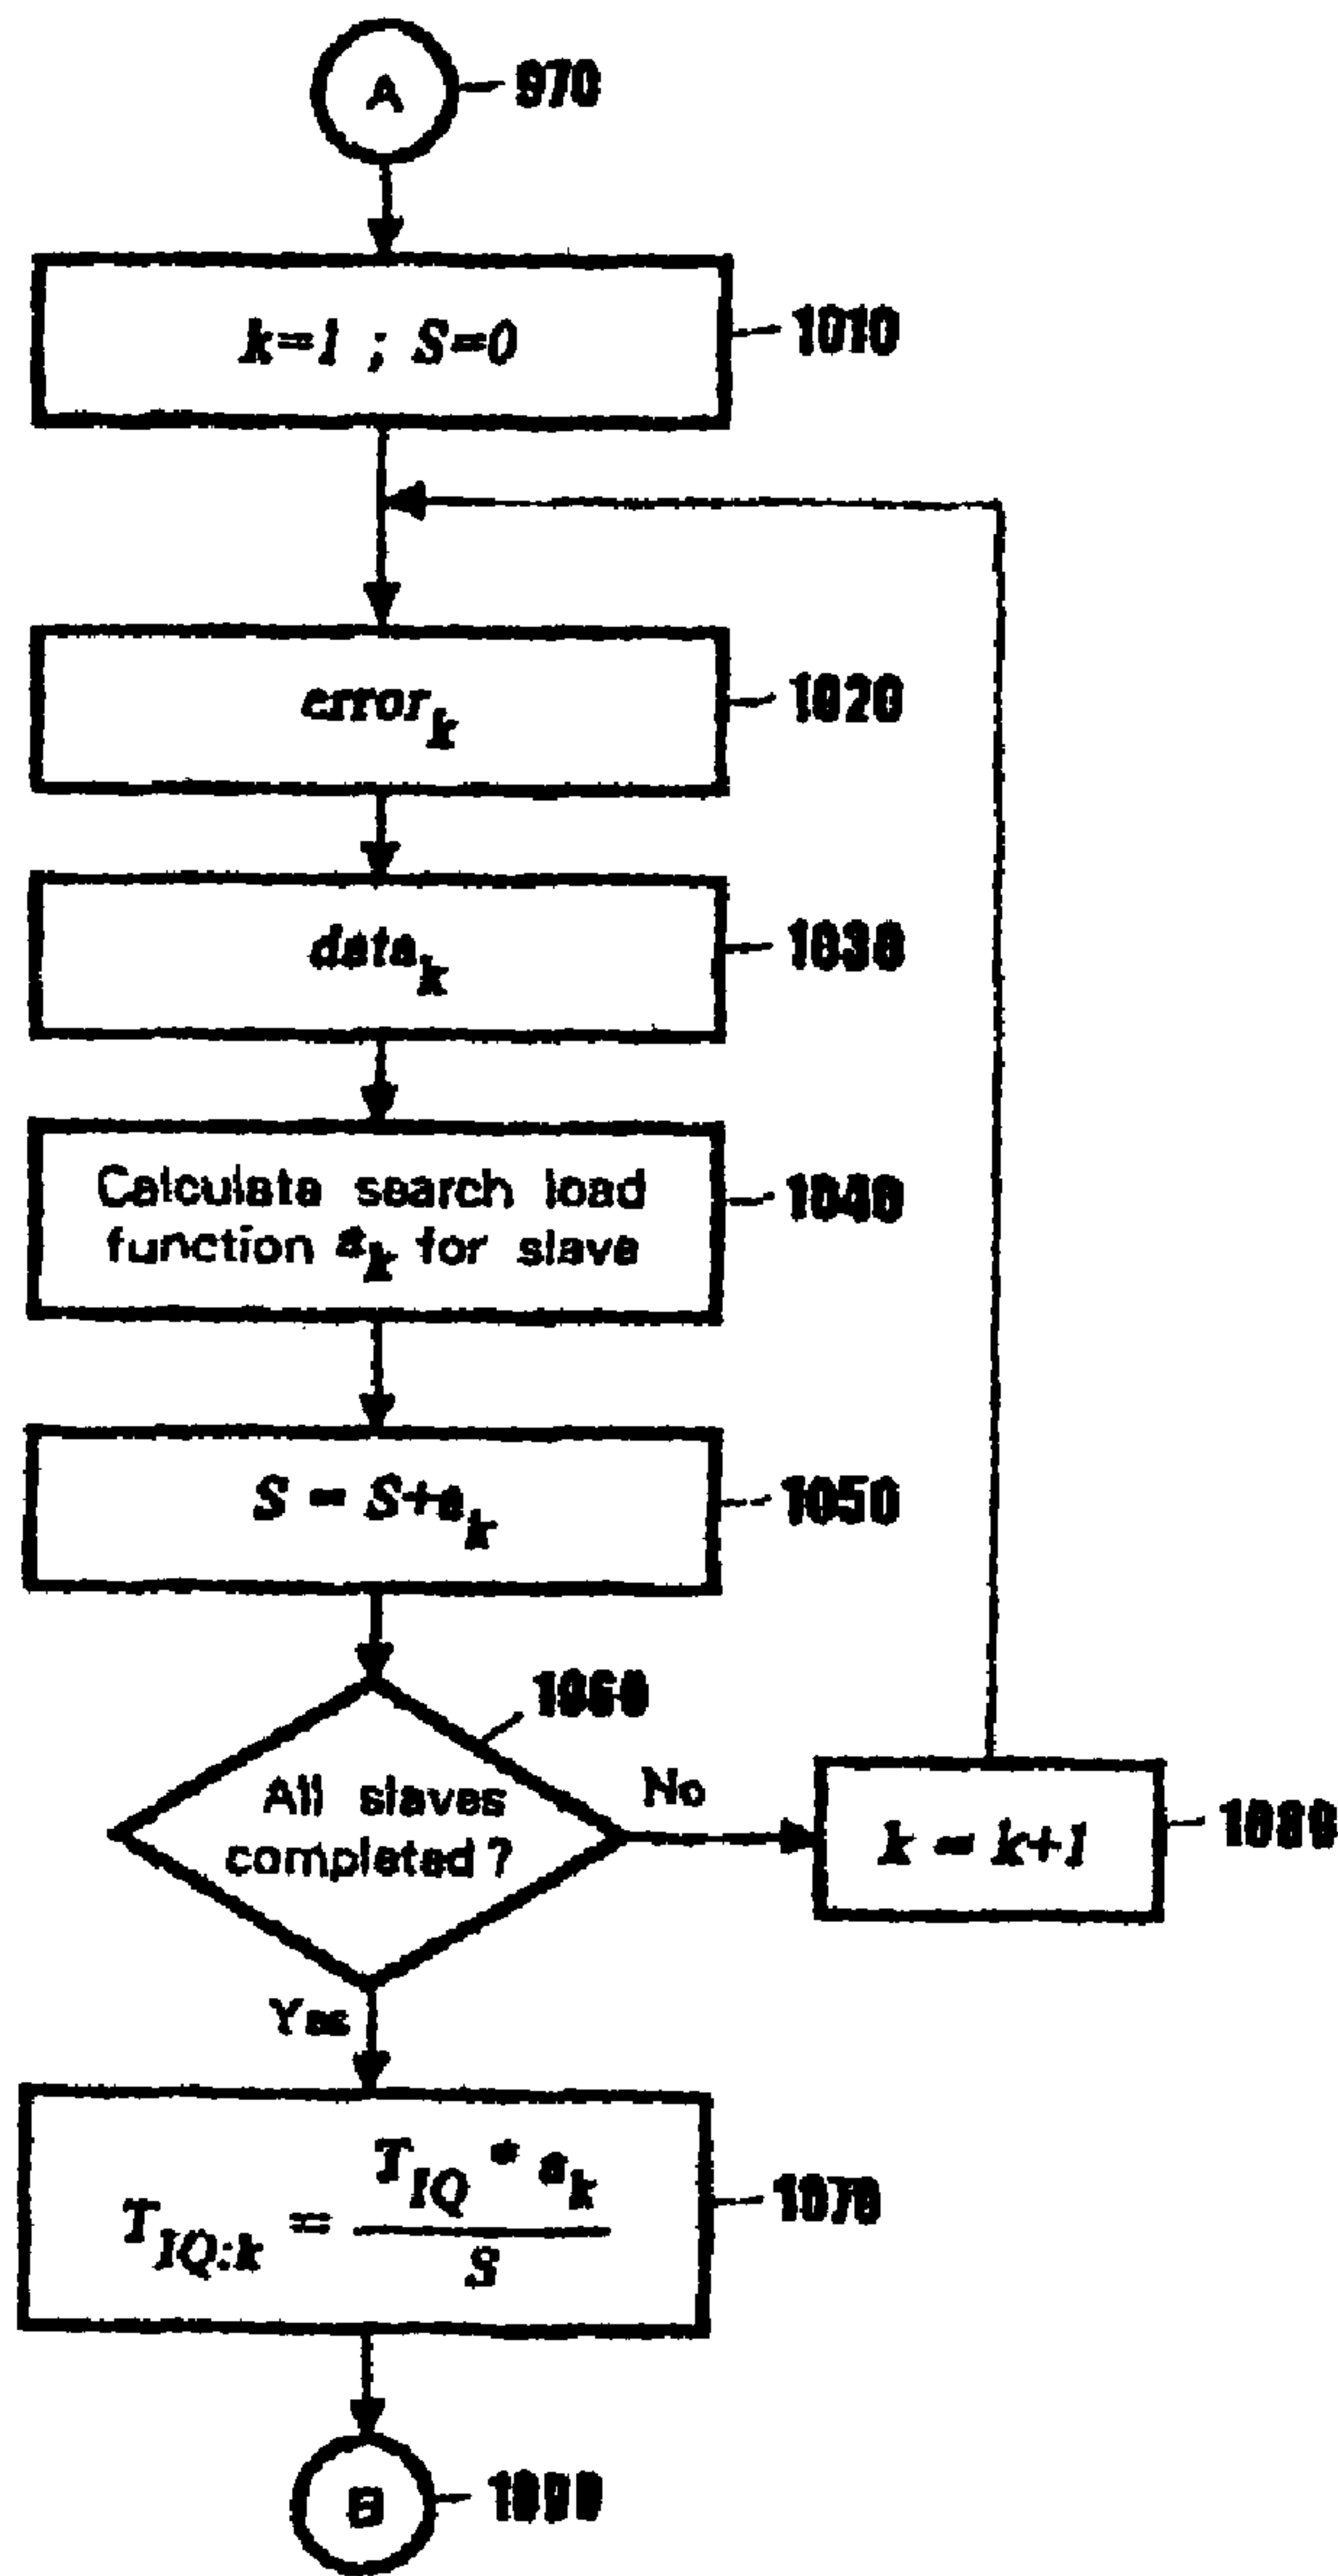 A
970
k=1 ; S=0
1010
error_k
1020
data_k
1030
Calculate search load
function a_k for slave
1040
S = S+a_k
1050
1060
All slaves
completed?
No
k = k+1
1080
Yes
T_IQ:k = T_IQ * a_k / S
1070
B
1090